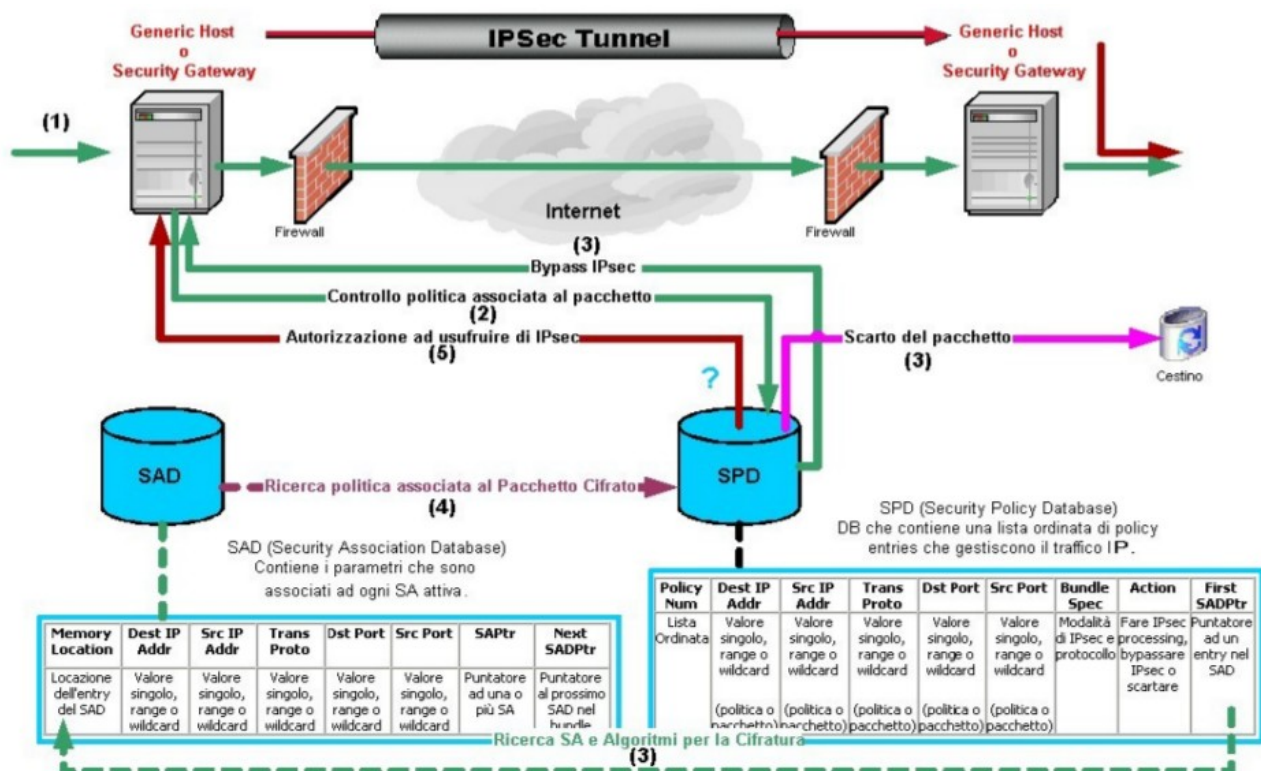 IPSec Tunnel
Generic Host
o
Security Gateway
Generic Host
o
Security Gateway
(1)
Internet
Firewall
Firewall
(3)
Bypass IPsec
Controllo politica associata al pacchetto
(2)
Autorizzazione ad usufruire di IPsec
(5)
Scarto del pacchetto
(3)
Cestino
?
SAD
SPD
Ricerca politica associata al Pacchetto Cifrato
(4)
SAD (Security Association Database)
Contiene i parametri che sono
associati ad ogni SA attiva.
SPD (Security Policy Database)
DB che contiene una lista ordinata di policy
entries che gestiscono il traffico IP.
Memory Location
Dest IP Addr
Src IP Addr
Trans Proto
Dst Port
Src Port
SAPtr
Next SADPtr
Locazione dell'entry del SAD
Valore singolo, range o wildcard
Valore singolo, range o wildcard
Valore singolo, range o wildcard
Valore singolo, range o wildcard
Valore singolo, range o wildcard
Puntatore ad una o più SA
Puntatore al prossimo SAD nel bundle
Policy Num
Dest IP Addr
Src IP Addr
Trans Proto
Dst Port
Src Port
Bundle Spec
Action
First SADPtr
Lista Ordinata
Valore singolo, range o wildcard (politica o pacchetto)
Valore singolo, range o wildcard (politica o pacchetto)
Valore singolo, range o wildcard (politica o pacchetto)
Valore singolo, range o wildcard (politica o pacchetto)
Valore singolo, range o wildcard (politica o pacchetto)
Modalità di IPsec e protocollo
Fare IPsec processing, bypassare IPsec o scartare
Puntatore ad un entry nel SAD
Ricerca SA e Algoritmi per la Cifratura
(3)